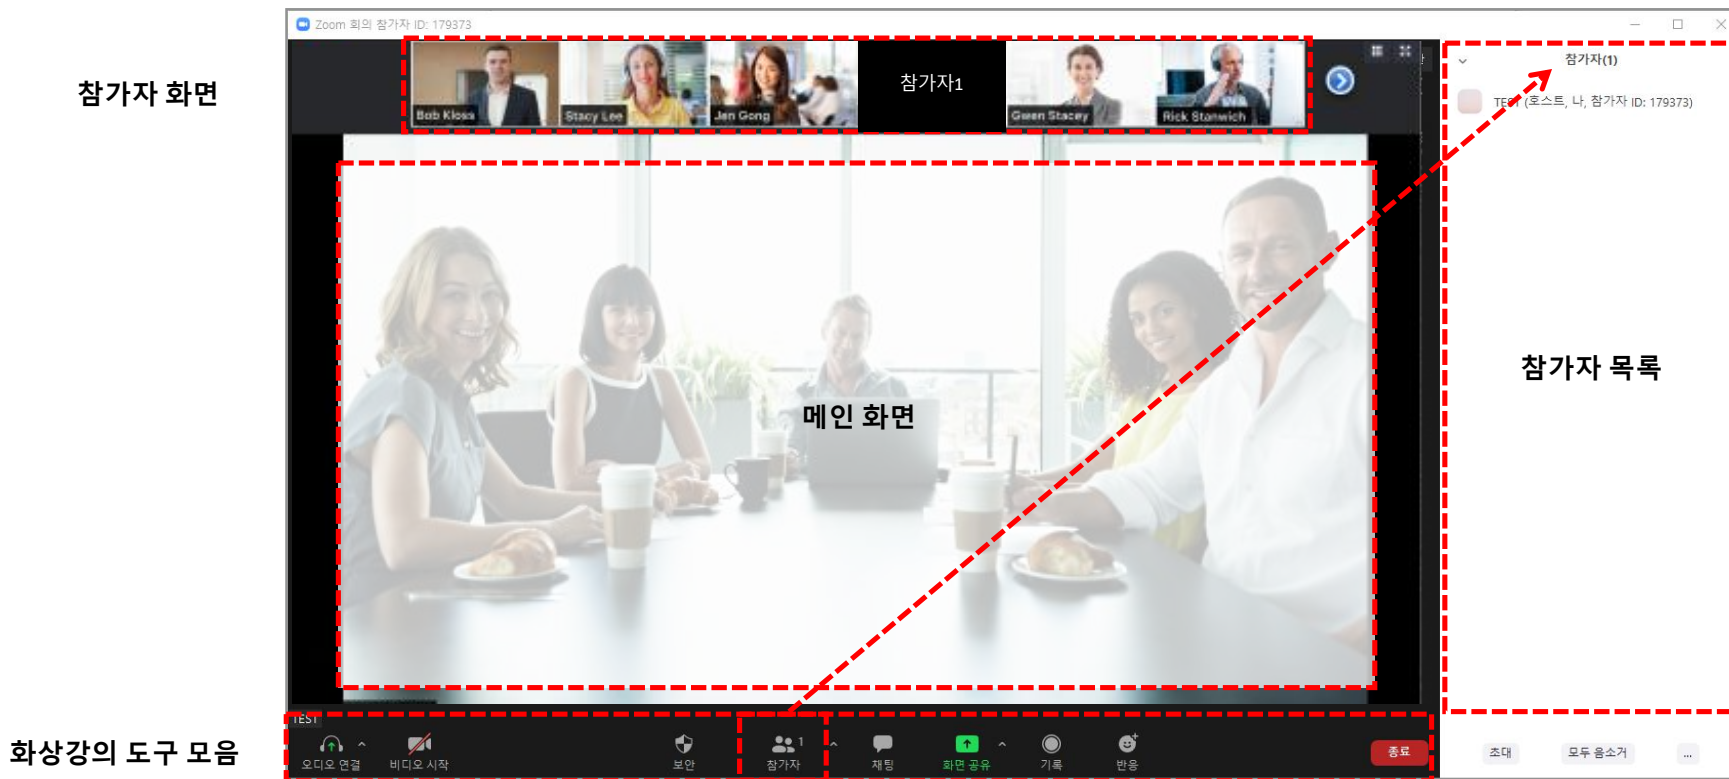 Zoom 회의 참가자 ID: 179373
참가자 화면
참가자1
Bob Kloss
Stacy Lee
Jen Gong
Gwen Stacey
Rick Stanwich
참가자(1)
TEST (호스트, 나, 참가자 ID: 179373)
참가자 목록
메인 화면
TEST
화상강의 도구 모음
오디오 연결
비디오 시작
보안
1
참가자
채팅
화면 공유
기록
반응
종료
초대
모두 음소거
...